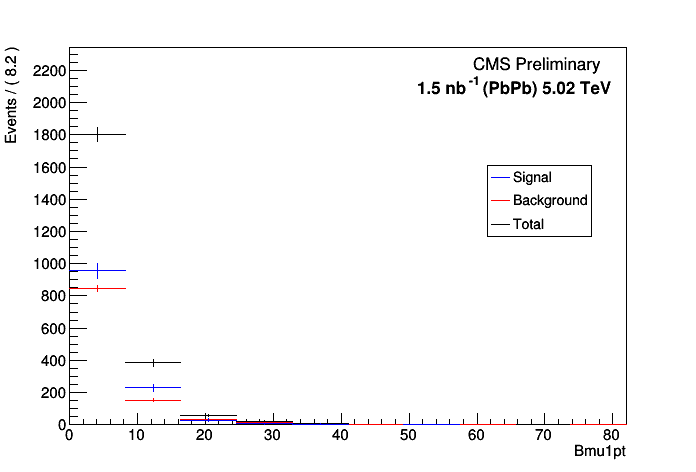 CMS Preliminary
1.5 nb⁻¹ (PbPb) 5.02 TeV
Events / ( 8.2 )
2200
2000
1800
1600
1400
1200
1000
800
600
400
200
0
Signal
Background
Total
0 10 20 30 40 50 60 70 80
Bmu1pt